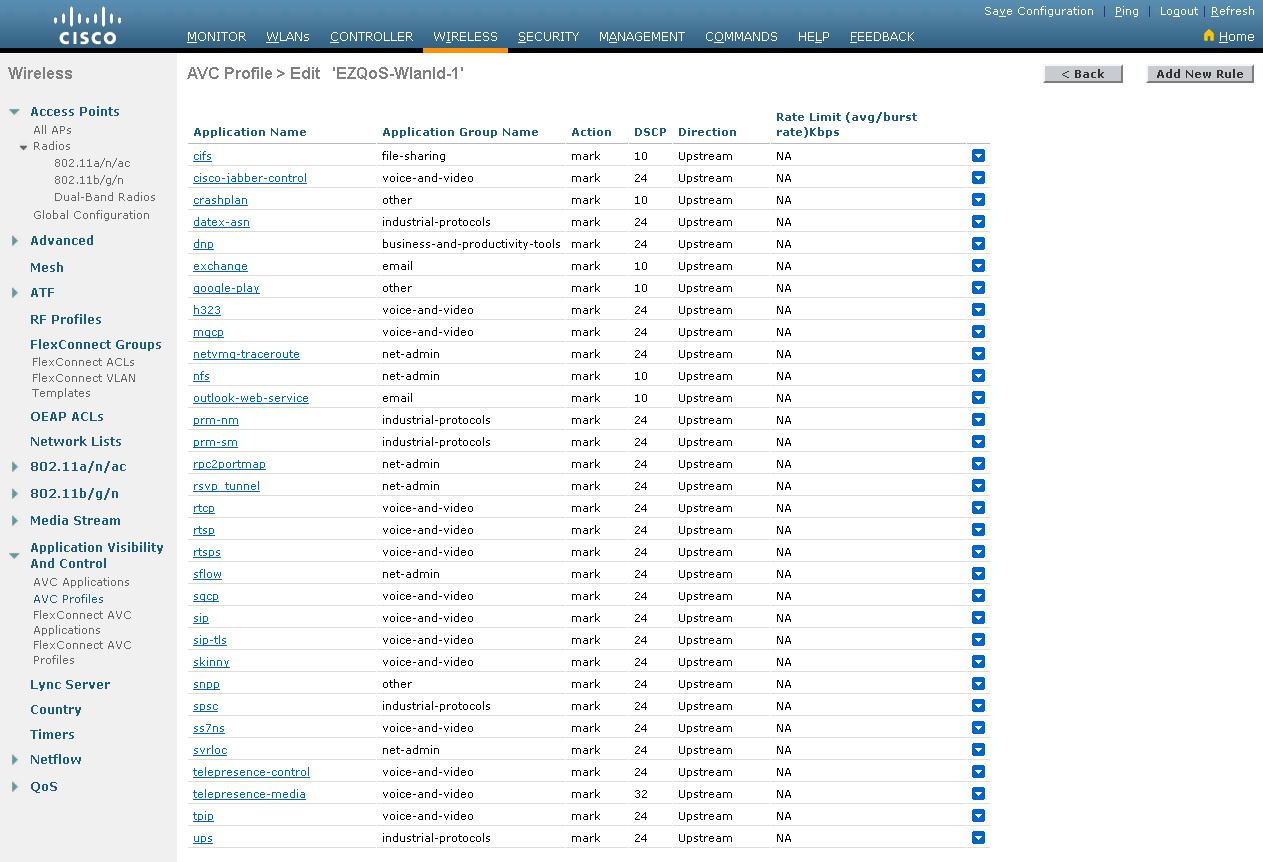 CISCO
Save Configuration | Ping | Logout | Refresh
MONITOR WLANs CONTROLLER WIRELESS SECURITY MANAGEMENT COMMANDS HELP FEEDBACK Home
Wireless
Access Points
All APs
Radios
802.11a/n/ac
802.11b/g/n
Dual-Band Radios
Global Configuration
Advanced
Mesh
ATF
RF Profiles
FlexConnect Groups
FlexConnect ACLs
FlexConnect VLAN
Templates
OEAP ACLs
Network Lists
802.11a/n/ac
802.11b/g/n
Media Stream
Application Visibility
And Control
AVC Applications
AVC Profiles
FlexConnect AVC
Applications
FlexConnect AVC
Profiles
Lync Server
Country
Timers
Netflow
QoS
AVC Profile > Edit 'EZQoS-WlanId-1'
< Back
Add New Rule
Application Name Application Group Name Action DSCP Direction Rate Limit (avg/burst
rate)Kbps
cifs file-sharing mark 10 Upstream NA
cisco-jabber-control voice-and-video mark 24 Upstream NA
crashplan other mark 10 Upstream NA
datex-asn industrial-protocols mark 24 Upstream NA
dnp business-and-productivity-tools mark 24 Upstream NA
exchange email mark 10 Upstream NA
google-play other mark 10 Upstream NA
h323 voice-and-video mark 24 Upstream NA
mgcp voice-and-video mark 24 Upstream NA
netvmg-traceroute net-admin mark 24 Upstream NA
nfs net-admin mark 10 Upstream NA
outlook-web-service email mark 10 Upstream NA
prm-nm industrial-protocols mark 24 Upstream NA
prm-sm industrial-protocols mark 24 Upstream NA
rpc2portmap net-admin mark 24 Upstream NA
rsvp_tunnel net-admin mark 24 Upstream NA
rtcp voice-and-video mark 24 Upstream NA
rtsp voice-and-video mark 24 Upstream NA
rtsps voice-and-video mark 24 Upstream NA
sflow net-admin mark 24 Upstream NA
sgcp voice-and-video mark 24 Upstream NA
sip voice-and-video mark 24 Upstream NA
sip-tls voice-and-video mark 24 Upstream NA
skinny voice-and-video mark 24 Upstream NA
snpp other mark 24 Upstream NA
spsc industrial-protocols mark 24 Upstream NA
ss7ns voice-and-video mark 24 Upstream NA
svrloc net-admin mark 24 Upstream NA
telepresence-control voice-and-video mark 24 Upstream NA
telepresence-media voice-and-video mark 32 Upstream NA
tpip voice-and-video mark 24 Upstream NA
ups industrial-protocols mark 24 Upstream NA